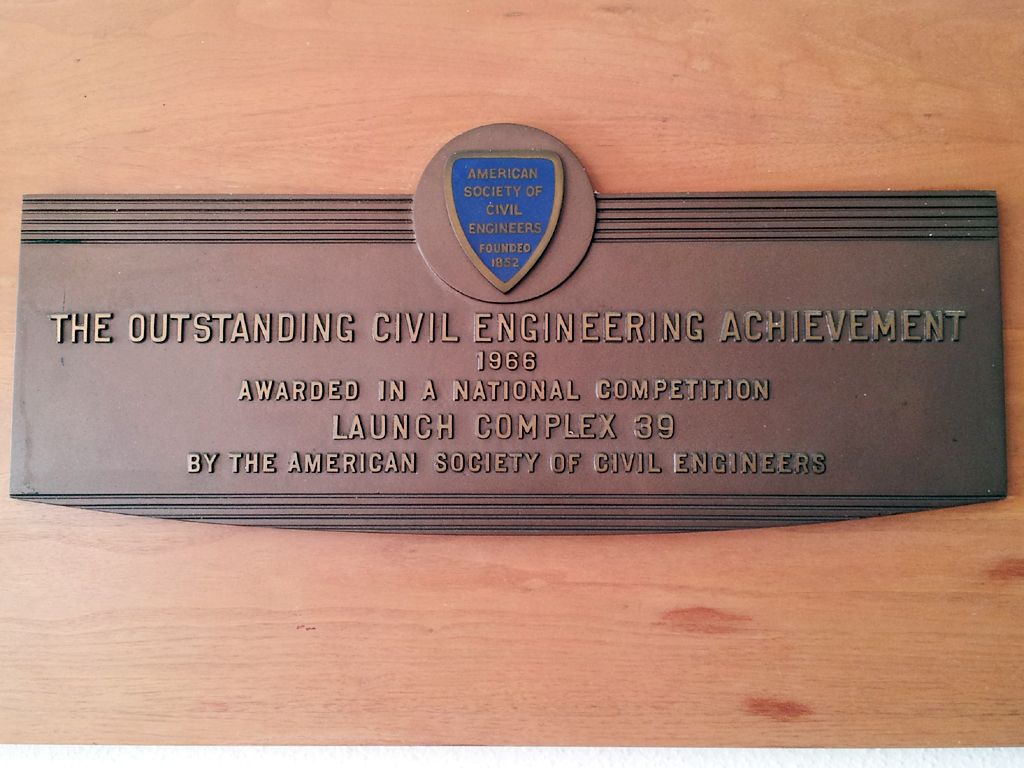 AMERICAN
SOCIETY OF
CIVIL
ENGINEERS
FOUNDED
1852
THE OUTSTANDING CIVIL ENGINEERING ACHIEVEMENT
1966
AWARDED IN A NATIONAL COMPETITION
LAUNCH COMPLEX 39
BY THE AMERICAN SOCIETY OF CIVIL ENGINEERS